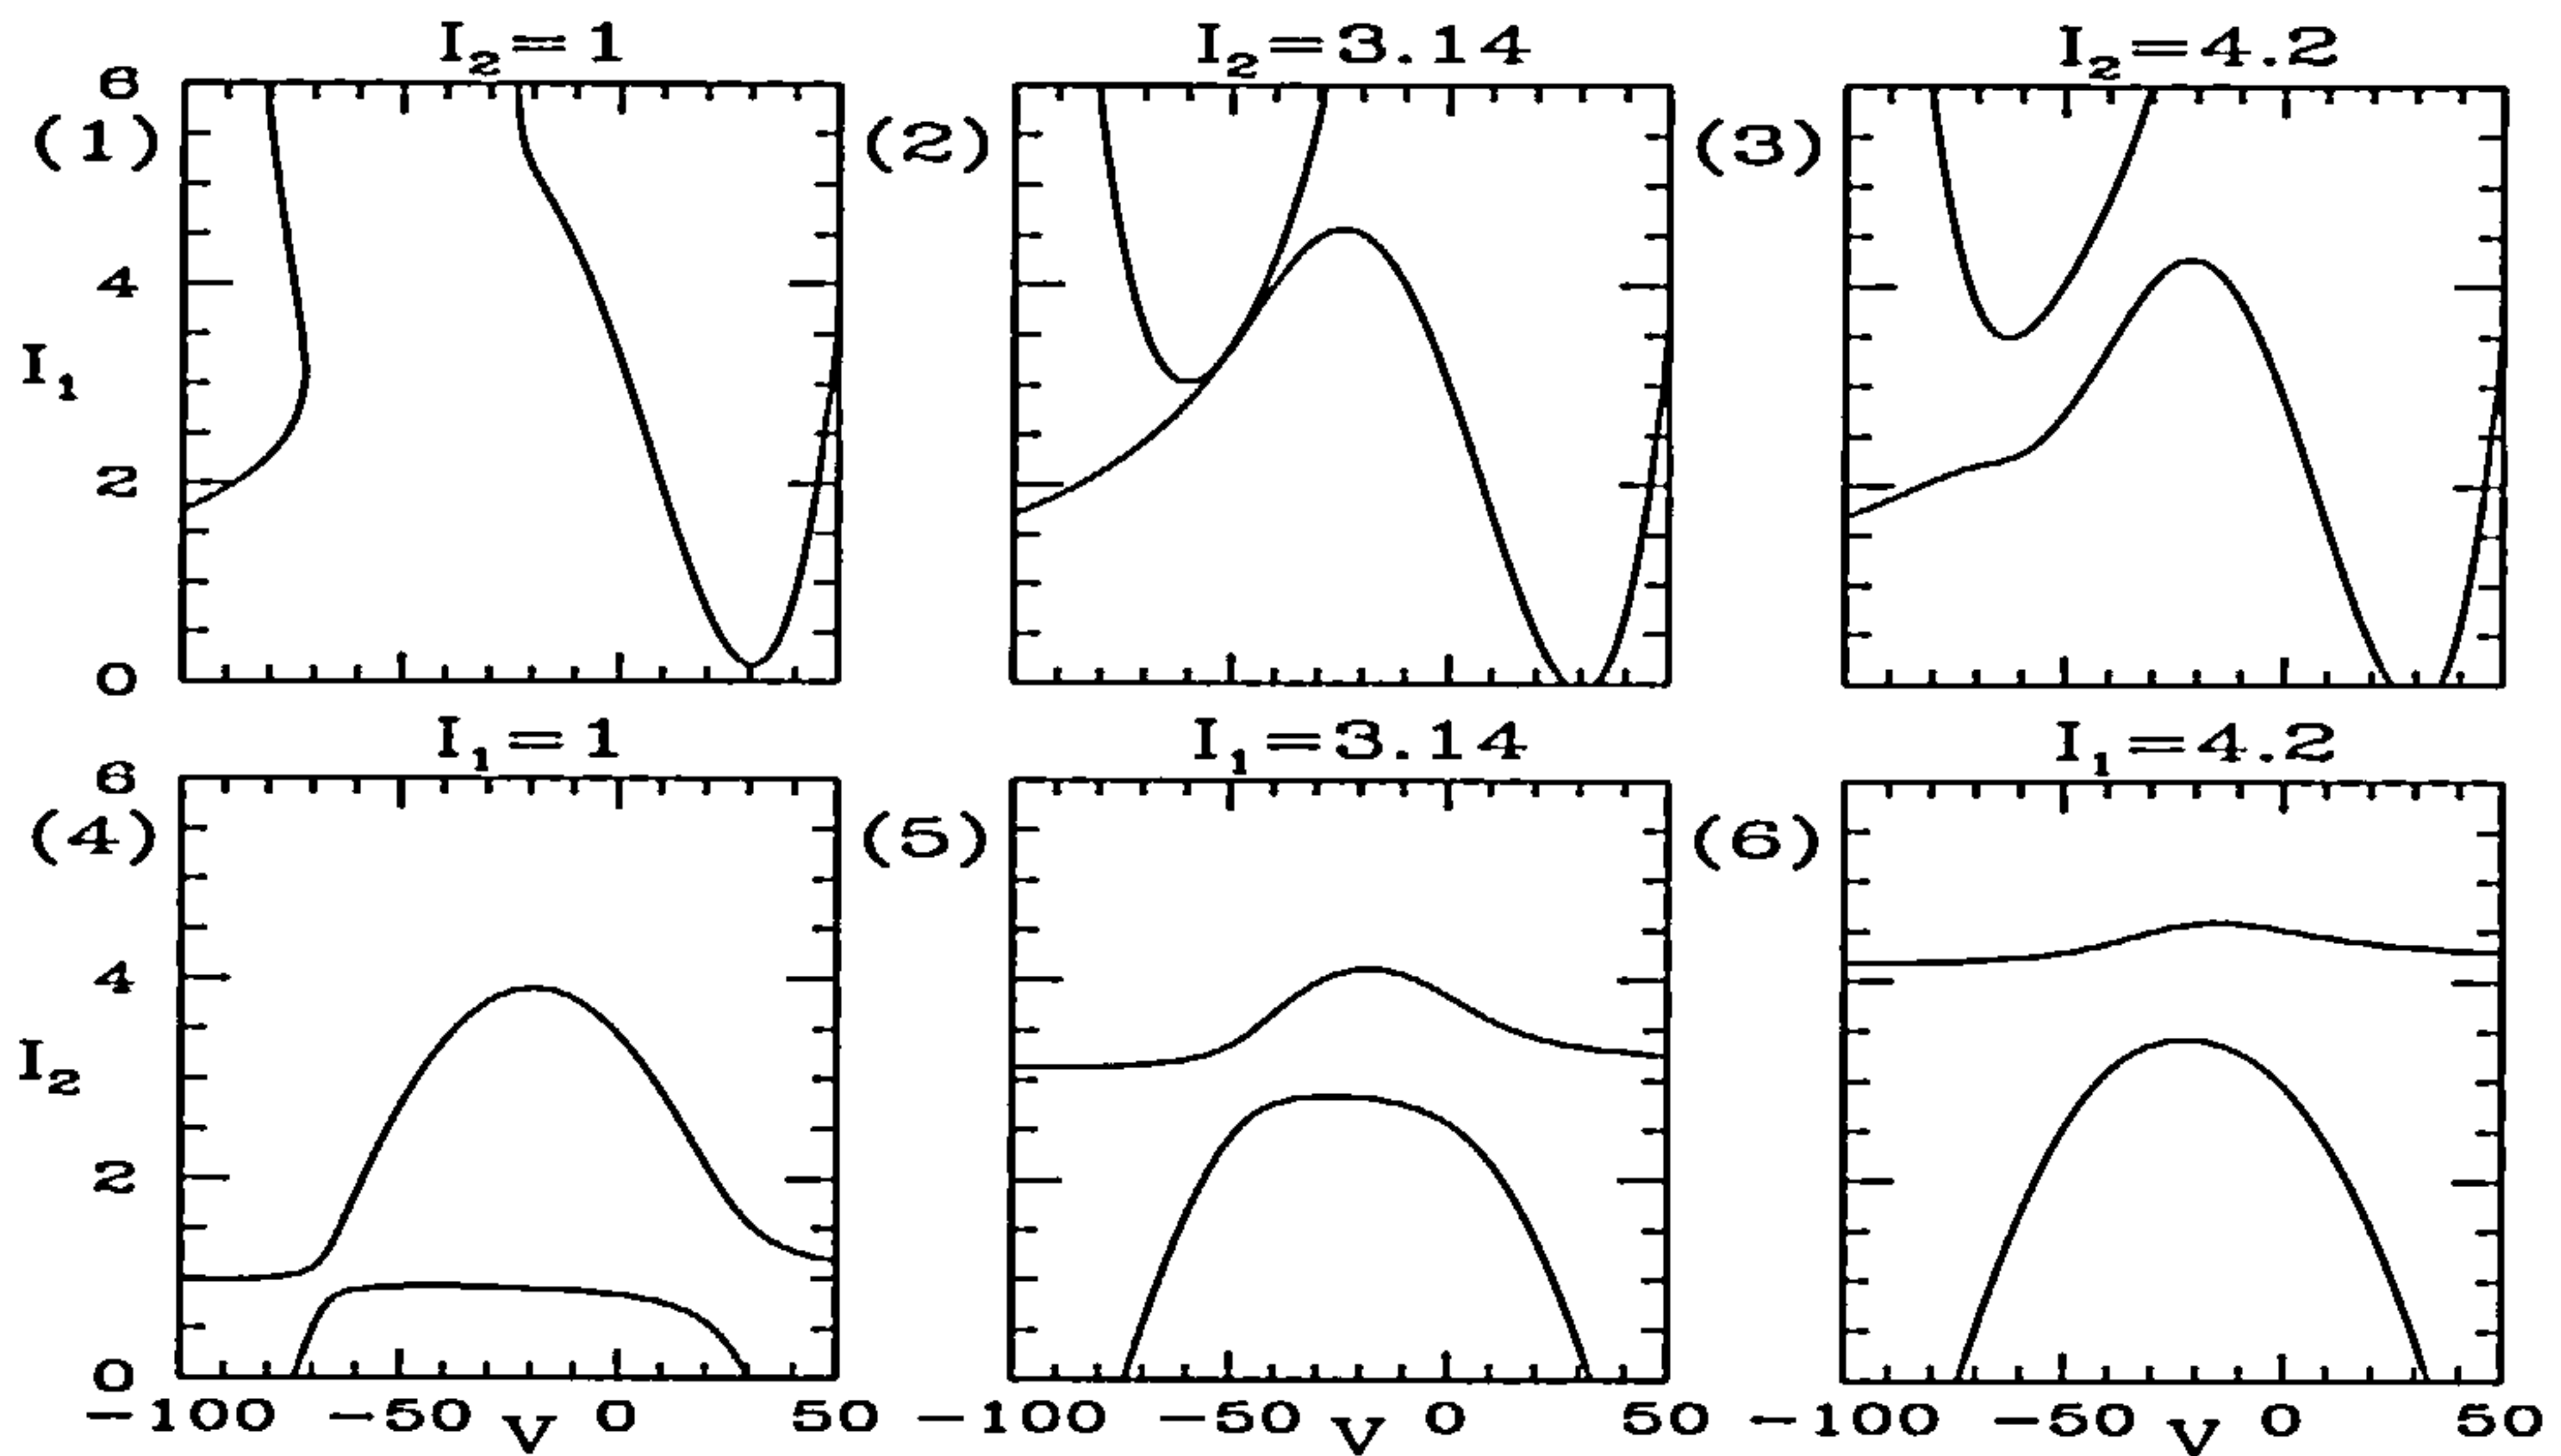 I₂=1 I₂=3.14 I₂=4.2
6
(1) (2) (3)
4
I₁
2
0
I₁=1 I₁=3.14 I₁=4.2
6
(4) (5) (6)
4
I₂
2
0
-100 -50 V 0 50 -100 -50 V 0 50 -100 -50 V 0 50